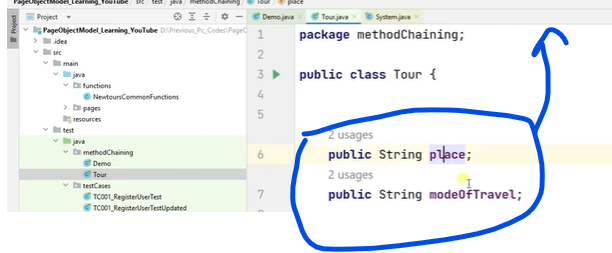 PageObjectModel_Learning_YouTube src test java methodChaining Tour place
Project
Project
Demo.java
Tour.java
System.java
PageObjectModel_Learning_YouTube D:\Previous_Pc_Codes\PageO
.idea
src
main
java
functions
NewtoursCommonFunctions
pages
resources
test
java
methodChaining
Demo
Tour
testCases
TC001_RegisterUserTest
TC001_RegisterUserTestUpdated
1 package methodChaining;
2
3 public class Tour {
4
5
2 usages
6 public String place;
2 usages
7 public String modeOfTravel;